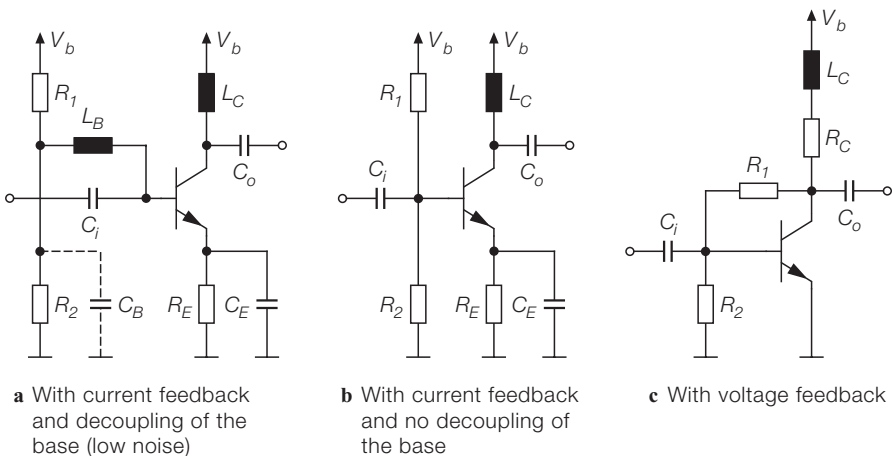 V_b
V_b
R_1
L_C
L_B
C_o
C_i
R_2
C_B
R_E
C_E
a With current feedback
and decoupling of the
base (low noise)
V_b
V_b
R_1
L_C
C_i
C_o
R_2
R_E
C_E
b With current feedback
and no decoupling of
the base
V_b
L_C
R_C
R_1
C_i
C_o
R_2
c With voltage feedback